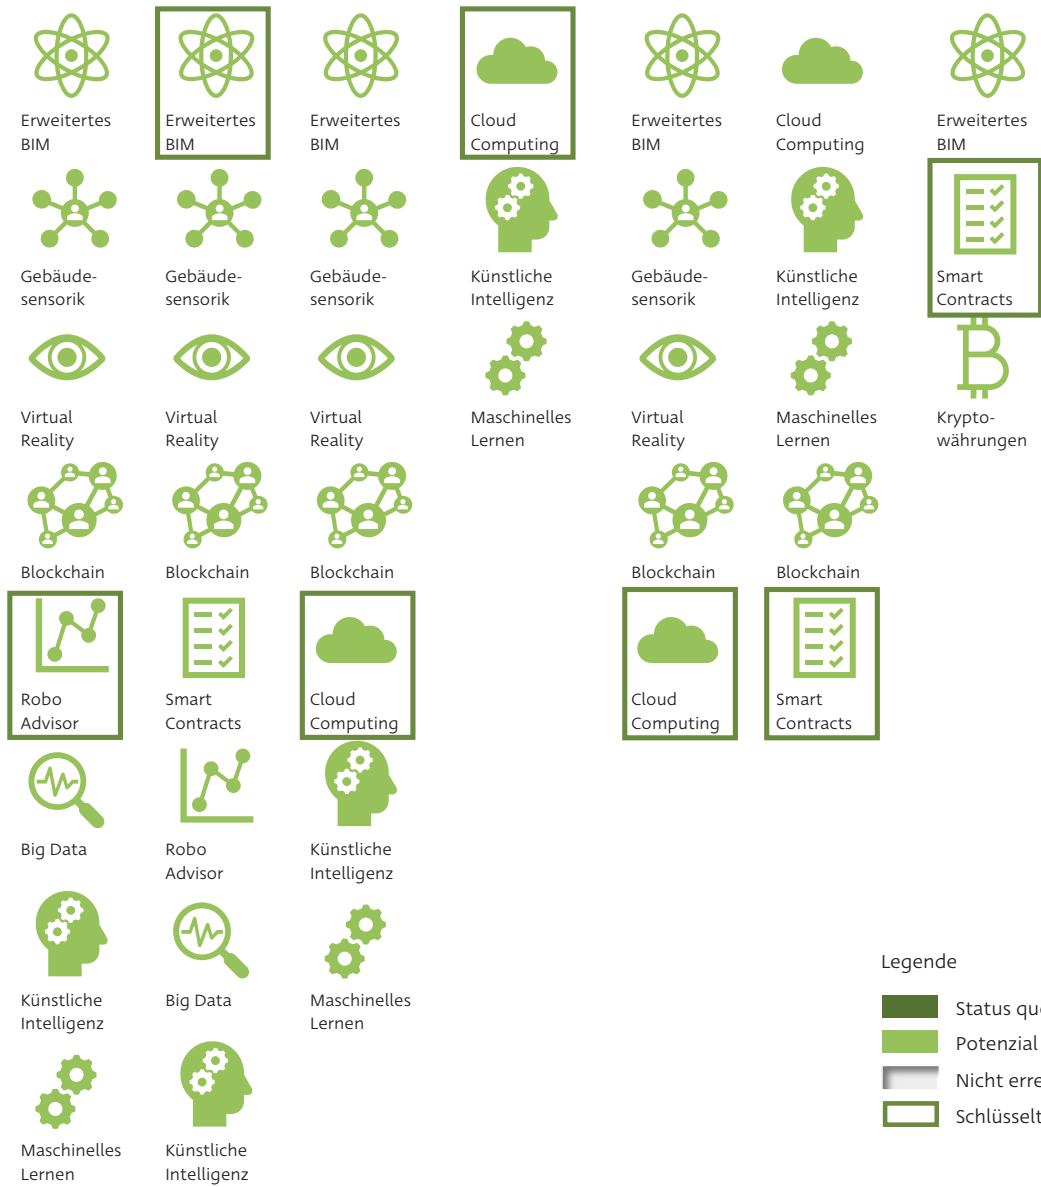 Erweitertes
BIM
Erweitertes
BIM
Erweitertes
BIM
Cloud
Computing
Erweitertes
BIM
Cloud
Computing
Erweitertes
BIM
Gebäude-
sensorik
Gebäude-
sensorik
Gebäude-
sensorik
Künstliche
Intelligenz
Gebäude-
sensorik
Künstliche
Intelligenz
Smart
Contracts
Virtual
Reality
Virtual
Reality
Virtual
Reality
Maschinelles
Lernen
Virtual
Reality
Maschinelles
Lernen
Krypto-
währungen
Blockchain
Blockchain
Blockchain
Blockchain
Blockchain
Robo
Advisor
Smart
Contracts
Cloud
Computing
Cloud
Computing
Smart
Contracts
Big Data
Robo
Advisor
Künstliche
Intelligenz
Künstliche
Intelligenz
Big Data
Maschinelles
Lernen
Maschinelles
Lernen
Künstliche
Intelligenz
Legende
Status
Potenzial
Nicht